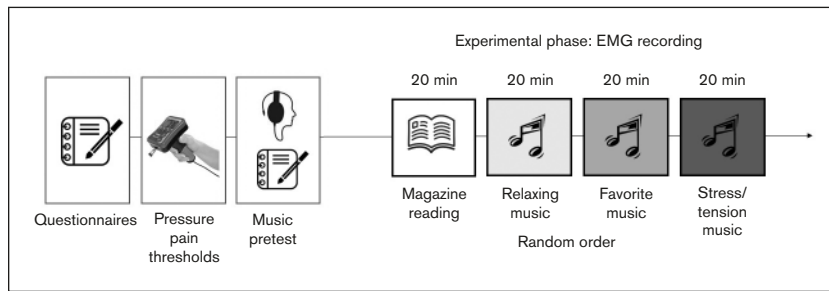 Experimental phase: EMG recording
20 min
20 min
20 min
20 min
Questionnaires
Pressure
pain
thresholds
Music
pretest
Magazine
reading
Relaxing
music
Favorite
music
Stress/
tension
music
Random order